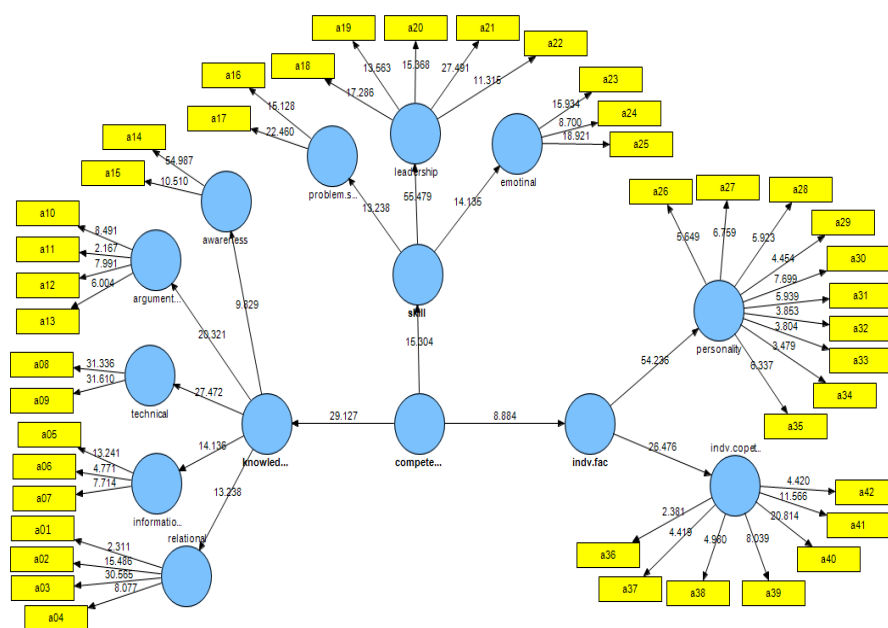 a19
a20
a21
a22
a18
a16
a17
a23
a24
a25
13.563
15.368
27.491
11.315
17.286
15.128
22.460
15.934
8.700
18.921
problem.s...
leadership
emotinal
a14
a15
54.987
10.510
awareness
13.238
55.479
14.135
skill
a10
a11
a12
a13
8.491
2.167
7.991
6.004
argument...
a26
a27
a28
a29
a30
a31
a32
a33
a34
a35
5.649
6.759
5.923
4.454
7.699
5.939
3.853
3.804
3.479
6.337
personality
9.829
20.321
15.304
54.236
a08
a09
31.336
31.610
technical
27.472
29.127
8.884
knowled...
compete...
indv.fac
14.136
13.238
26.476
a05
a06
a07
13.241
4.771
7.714
informatio...
relational
a01
a02
a03
a04
2.311
15.486
30.565
8.077
indv.copet...
4.420
11.566
20.814
8.039
4.980
4.419
2.381
a42
a41
a40
a39
a38
a37
a36